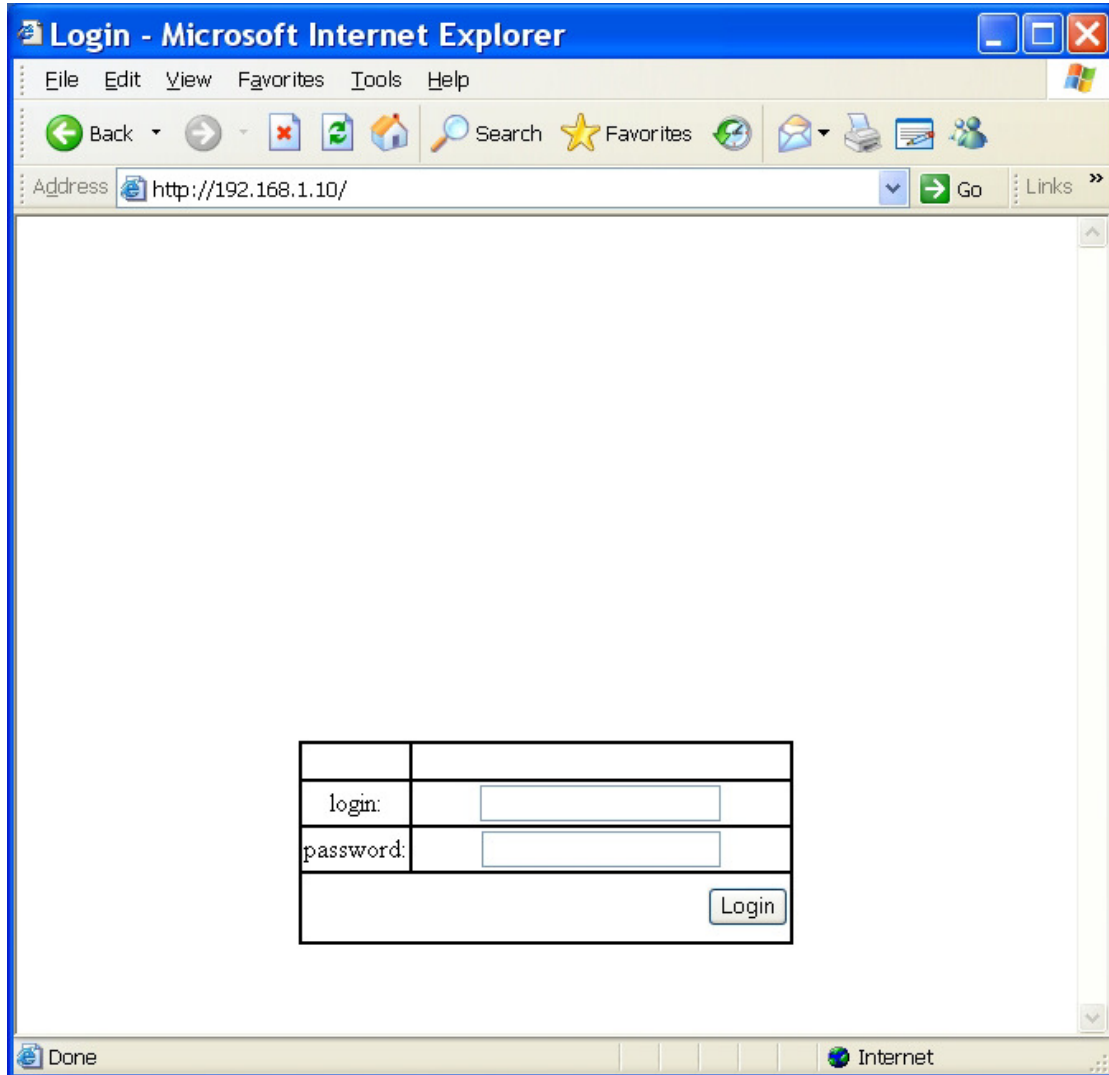 Login - Microsoft Internet Explorer
File Edit View Favorites Tools Help
Back Search Favorites
Address http://192.168.1.10/ Go Links »
login:
password:
Login
Done Internet